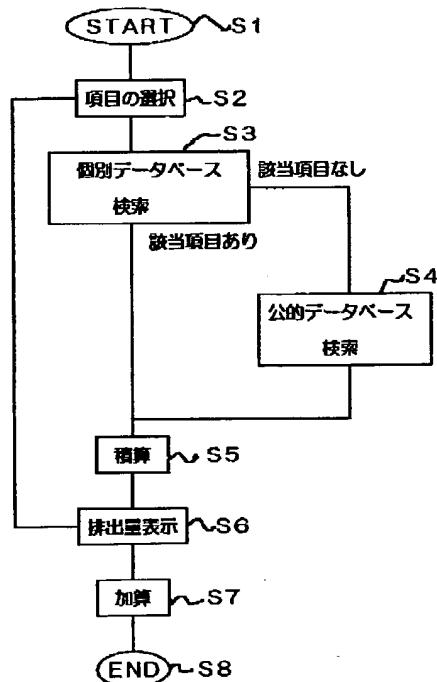 START S1
項目の選択 S2
S3
個別データベース
検索
該当項目なし
該当項目あり
S4
公的データベース
検索
積算 S5
排出量表示 S6
加算 S7
END S8